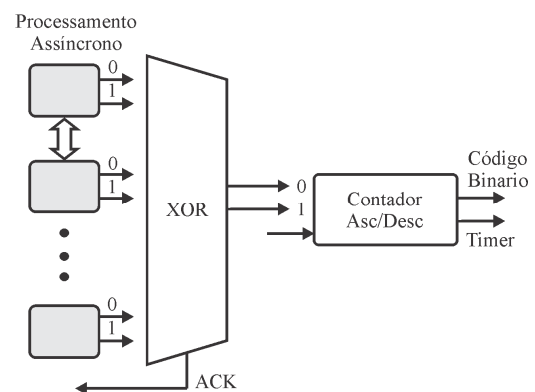 Processamento
Assíncrono
0
1
0
1
0
1
XOR
ACK
0
1
Contador
Asc/Desc
Código
Binario
Timer